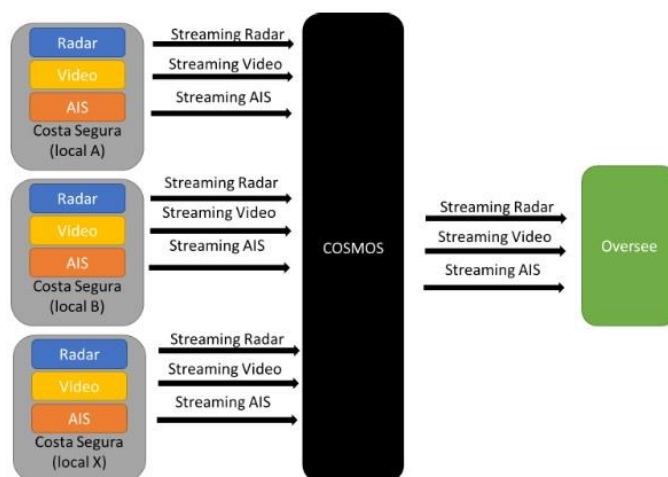 Radar
Video
AIS
Costa Segura
(local A)
Streaming Radar
Streaming Video
Streaming AIS
Radar
Video
AIS
Costa Segura
(local B)
Streaming Radar
Streaming Video
Streaming AIS
Radar
Video
AIS
Costa Segura
(local X)
Streaming Radar
Streaming Video
Streaming AIS
COSMOS
Streaming Radar
Streaming Video
Streaming AIS
Oversee